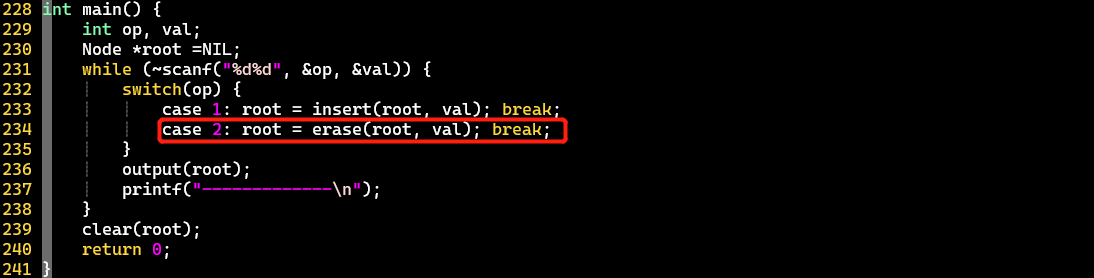 228 int main() {
229     int op, val;
230     Node *root =NIL;
231     while (~scanf("%d%d", &op, &val)) {
232         switch(op) {
233             case 1: root = insert(root, val); break;
234             case 2: root = erase(root, val); break;
235         }
236         output(root);
237         printf("-------------\n");
238     }
239     clear(root);
240     return 0;
241 }